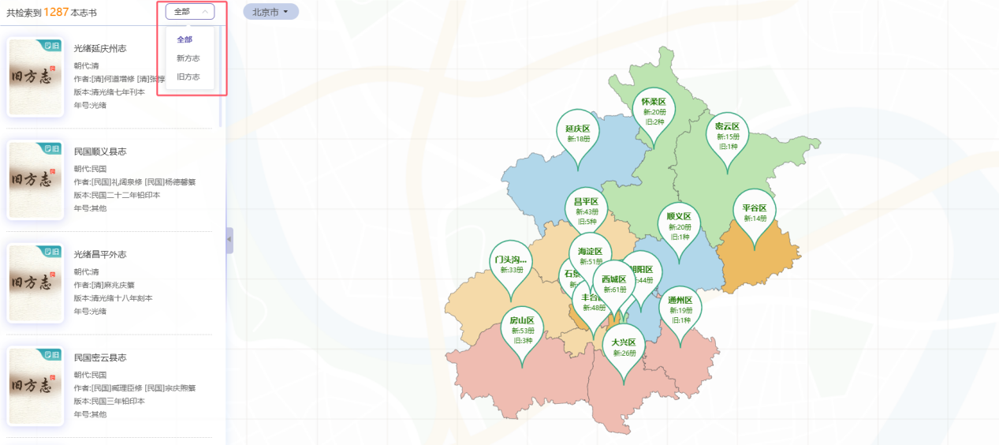 共检索到 1287 本志书
全部
北京市
全部
新方志
旧方志
旧
旧方志
光绪延庆州志
朝代:清
作者:[清]何道增修 [清]张惇
版本:清光绪七年刊本
年号:光绪
旧
旧方志
民国顺义县志
朝代:民国
作者:[民国]礼阔泉修 [民国]杨德馨纂
版本:民国二十二年铅印本
年号:其他
旧
旧方志
光绪昌平外志
朝代:清
作者:[清]麻兆庆纂
版本:清光绪十八年刻本
年号:光绪
旧
旧方志
民国密云县志
朝代:民国
作者:[民国]臧理臣修 [民国]宗庆煦纂
版本:民国三年铅印本
年号:其他
怀柔区
新:20册
旧:2种
延庆区
新:18册
密云区
新:15册
旧:1种
昌平区
新:43册
旧:5种
平谷区
新:14册
顺义区
新:20册
旧:1种
海淀区
新:51册
门头沟...
新:33册
石景
新:
朝阳区
:44册
西城区
新:61册
丰台
新:48册
通州区
新:19册
旧:1种
房山区
新:53册
旧:3种
大兴区
新:26册